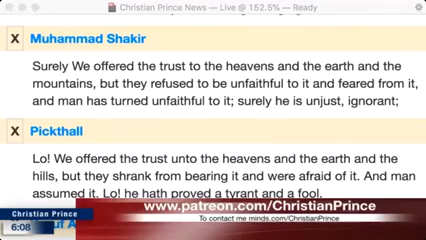 Christian Prince News — Live @ 152.5% — Ready
X Muhammad Shakir
Surely We offered the trust to the heavens and the earth and the
mountains, but they refused to be unfaithful to it and feared from it,
and man has turned unfaithful to it; surely he is unjust, ignorant;
X Pickthall
Lo! We offered the trust unto the heavens and the earth and the
hills, but they shrank from bearing it and were afraid of it. And man
assumed it. Lo! he hath proved a tyrant and a fool.
www.patreon.com/ChristianPrince
Christian Prince
To contact me minds.com/ChristianPrince
6:08